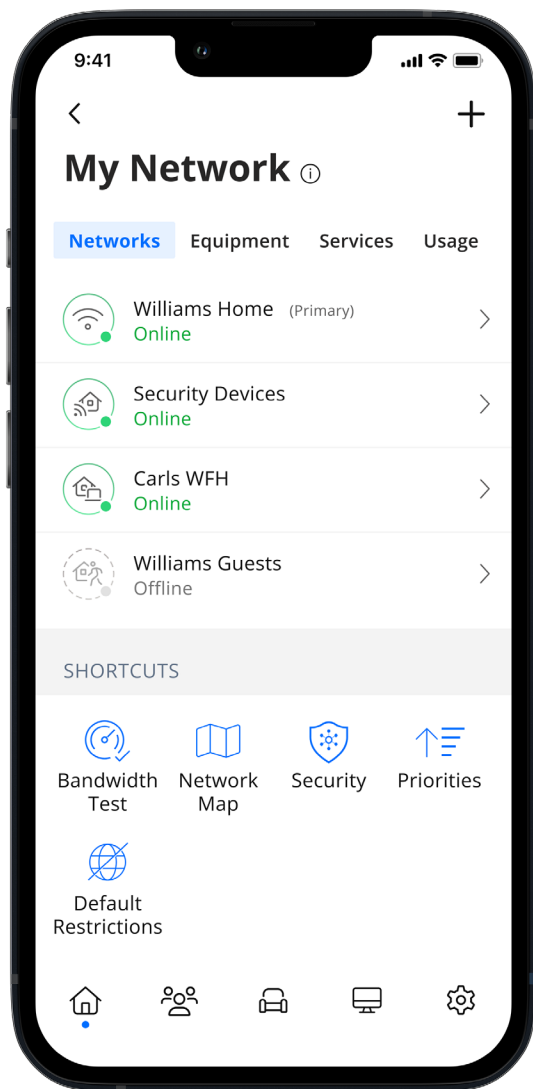 9:41
My Network
Networks Equipment Services Usage
Williams Home (Primary)
Online
Security Devices
Online
Carls WFH
Online
Williams Guests
Offline
SHORTCUTS
Bandwidth Test
Network Map
Security
Priorities
Default
Restrictions